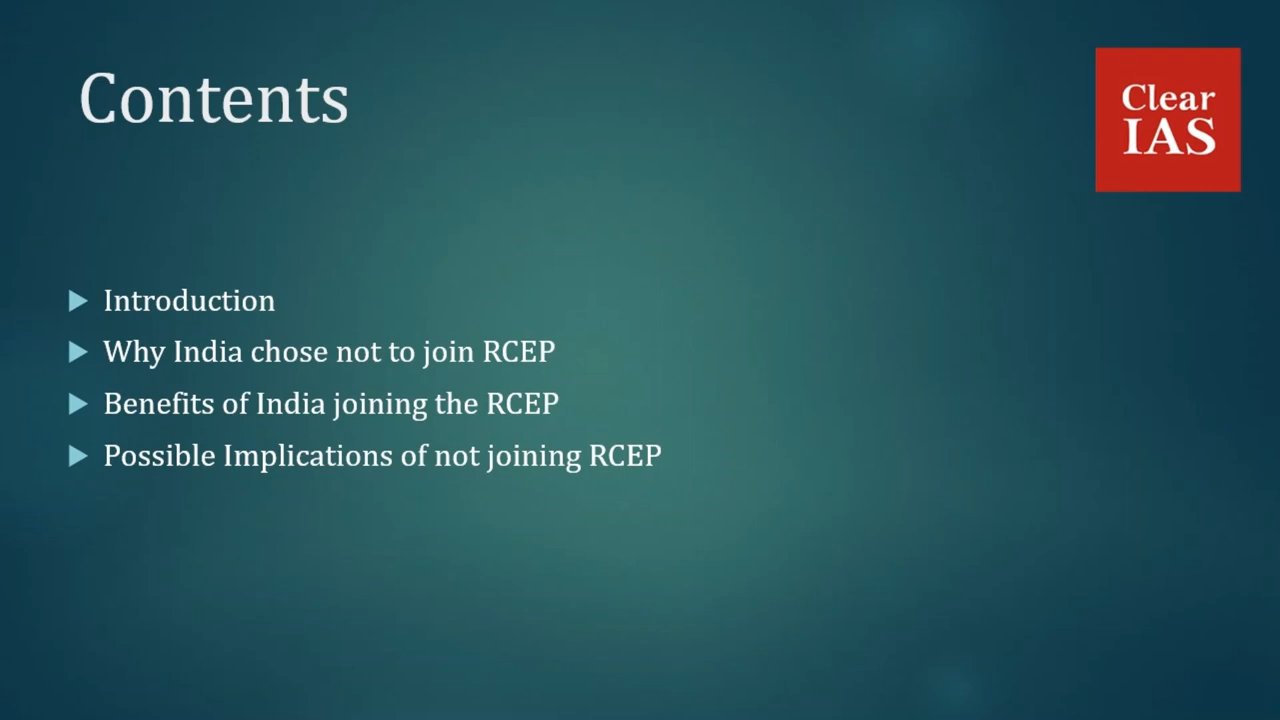 Contents
Clear
IAS
Introduction
Why India chose not to join RCEP
Benefits of India joining the RCEP
Possible Implications of not joining RCEP